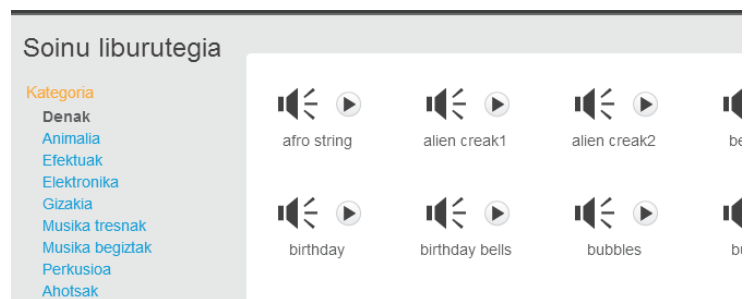 Soinu liburutegia
Kategoria
Denak
Animalia
Efektuak
Elektronika
Gizakia
Musika tresnak
Musika begiztak
Perkusioa
Ahotsak
afro string alien creak1 alien creak2
birthday birthday bells bubbles